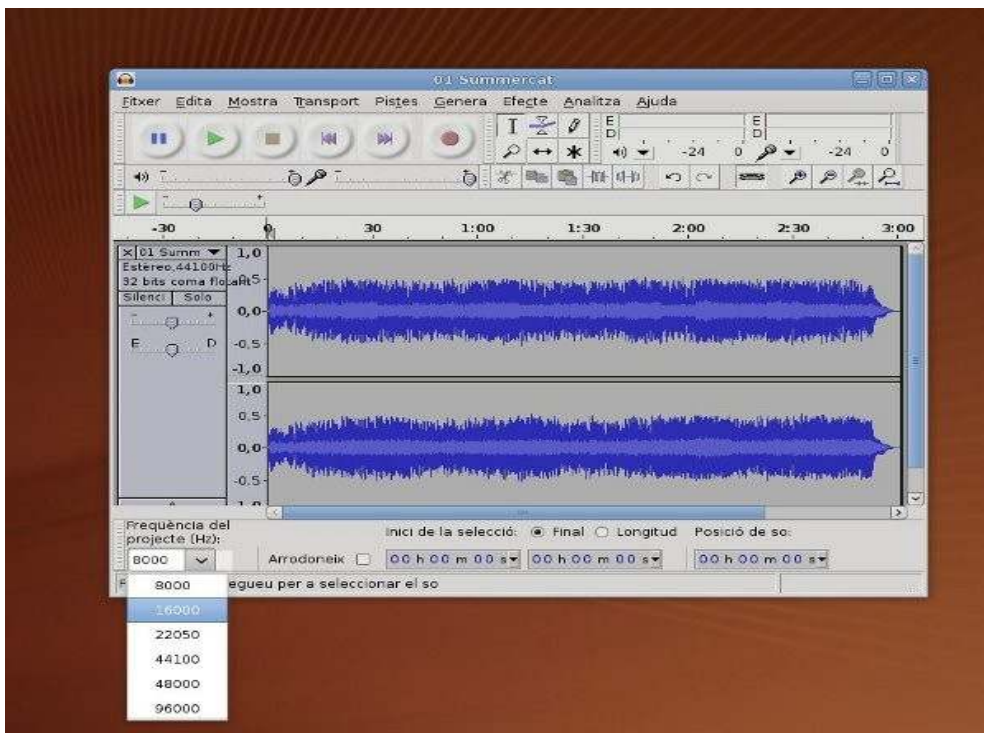 01 Summercat
Fitxer Edita Mostra Transport Pistes Genera Efecte Analitza Ajuda
E
D
E
D
-24 0 -24 0
-30 0 30 1:00 1:30 2:00 2:30 3:00
01 Summ
Estèreo,44100Hz
32 bits coma flotant
Silenci Solo
- +
E D
1,0
0,5
0,0
-0,5
-1,0
1,0
0,5
0,0
-0,5
Freqüència del
projecte (Hz):
Inici de la selecció: Final Longitud Posició de so:
8000 Arrodoneix 00 h 00 m 00 s 00 h 00 m 00 s 00 h 00 m 00 s
egueu per a seleccionar el so
8000
16000
22050
44100
48000
96000